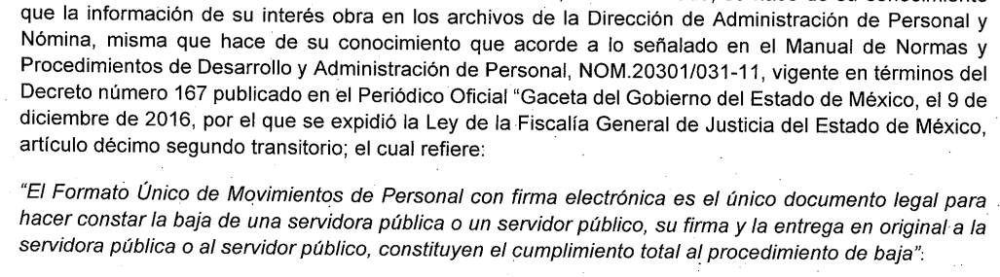 que la información de su interés obra en los archivos de la Dirección de Administración de Personal y
Nómina, misma que hace de su conocimiento que acorde a lo señalado en el Manual de Normas y
Procedimientos de Desarrollo y Administración de Personal, NOM.20301/031-11, vigente en términos del
Decreto número 167 publicado en el Periódico Oficial "Gaceta del Gobierno del Estado de México, el 9 de
diciembre de 2016, por el que se expidió la Ley de la Fiscalía General de Justicia del Estado de México,
artículo décimo segundo transitorio; el cual refiere:
"El Formato Único de Movimientos de Personal con firma electrónica es el único documento legal para
hacer constar la baja de una servidora pública o un servidor público, su firma y la entrega en original a la
servidora pública o al servidor público, constituyen el cumplimiento total al procedimiento de baja".